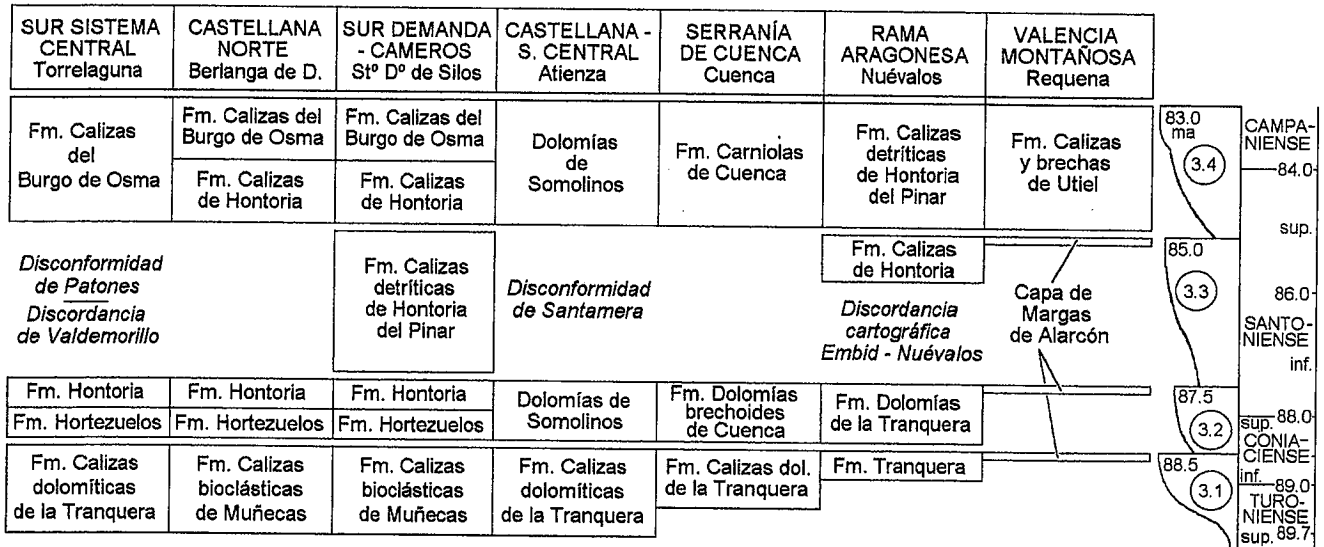 SUR SISTEMA
CENTRAL
Torrelaguna
CASTELLANA
NORTE
Berlanga de D.
SUR DEMANDA
- CAMEROS
Stº Dº de Silos
CASTELLANA -
S. CENTRAL
Atienza
SERRANÍA
DE CUENCA
Cuenca
RAMA
ARAGONESA
Nuévalos
VALENCIA
MONTAÑOSA
Requena
Fm. Calizas
del
Burgo de Osma
Fm. Calizas del
Burgo de Osma
Fm. Calizas
de Hontoria
Fm. Calizas del
Burgo de Osma
Fm. Calizas
de Hontoria
Dolomías
de
Somolinos
Fm. Carniolas
de Cuenca
Fm. Calizas
detríticas
de Hontoria
del Pinar
Fm. Calizas
y brechas
de Utiel
83.0
ma
3.4
CAMPA-
NIENSE
84.0
sup.
Disconformidad
de Patones
Discordancia
de Valdemorillo
Fm. Calizas
detríticas
de Hontoria
del Pinar
Disconformidad
de Santamera
Fm. Calizas
de Hontoria
Discordancia
cartográfica
Embid - Nuévalos
Capa de
Margas
de Alarcón
85.0
3.3
86.0
SANTO-
NIENSE
inf.
Fm. Hontoria
Fm. Hortezuelos
Fm. Hontoria
Fm. Hortezuelos
Fm. Hontoria
Fm. Hortezuelos
Dolomías de
Somolinos
Fm. Dolomías
brechoides
de Cuenca
Fm. Dolomías
de la Tranquera
87.5
3.2
sup. 88.0
CONIA-
CIENSE
Fm. Calizas
dolomíticas
de la Tranquera
Fm. Calizas
bioclásticas
de Muñecas
Fm. Calizas
bioclásticas
de Muñecas
Fm. Calizas
dolomíticas
de la Tranquera
Fm. Calizas dol.
de la Tranquera
Fm. Tranquera
88.5
3.1
inf. 89.0
TURO-
NIENSE
sup. 89.7